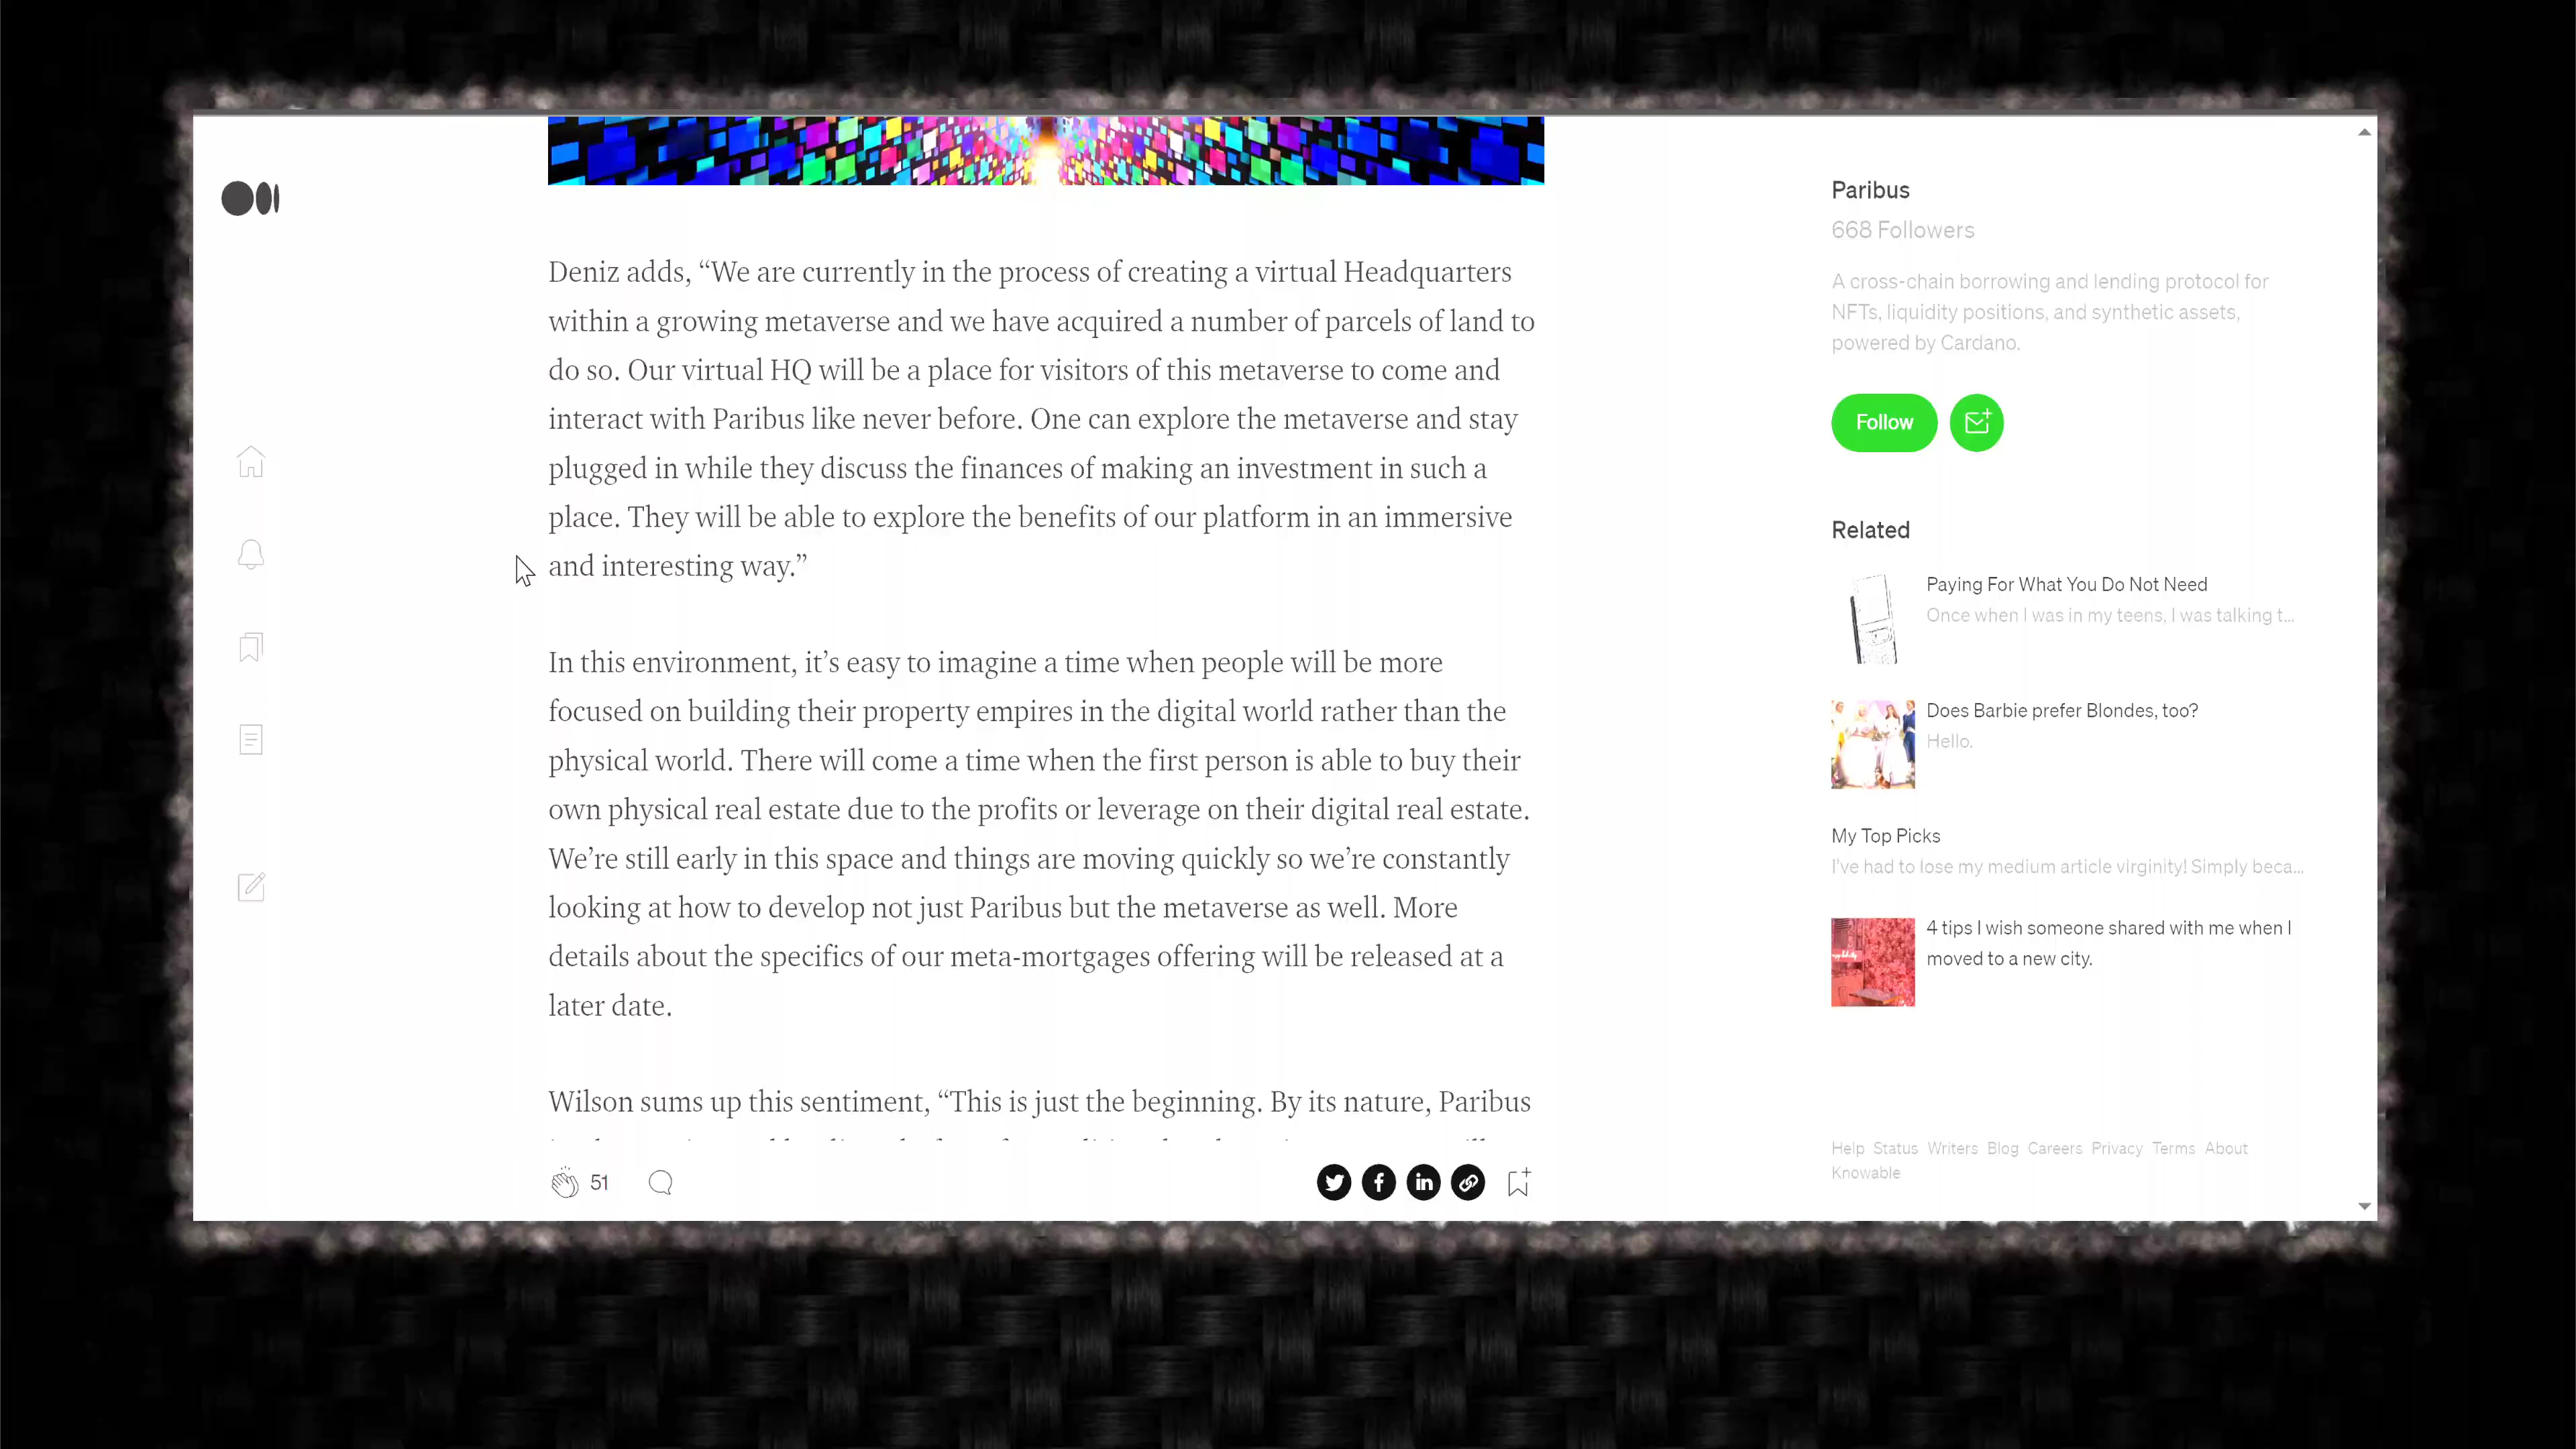 Deniz adds, “We are currently in the process of creating a virtual Headquarters
within a growing metaverse and we have acquired a number of parcels of land to
do so. Our virtual HQ will be a place for visitors of this metaverse to come and
interact with Paribus like never before. One can explore the metaverse and stay
plugged in while they discuss the finances of making an investment in such a
place. They will be able to explore the benefits of our platform in an immersive
and interesting way.”
In this environment, it’s easy to imagine a time when people will be more
focused on building their property empires in the digital world rather than the
physical world. There will come a time when the first person is able to buy their
own physical real estate due to the profits or leverage on their digital real estate.
We’re still early in this space and things are moving quickly so we’re constantly
looking at how to develop not just Paribus but the metaverse as well. More
details about the specifics of our meta-mortgages offering will be released at a
later date.
Wilson sums up this sentiment, “This is just the beginning. By its nature, Paribus
51
Paribus
668 Followers
A cross-chain borrowing and lending protocol for
NFTs, liquidity positions, and synthetic assets,
powered by Cardano.
Follow
Related
Paying For What You Do Not Need
Once when I was in my teens, I was talking t...
Does Barbie prefer Blondes, too?
Hello.
My Top Picks
I've had to lose my medium article virginity! Simply beca...
4 tips I wish someone shared with me when I
moved to a new city.
Help Status Writers Blog Careers Privacy Terms About
Knowable